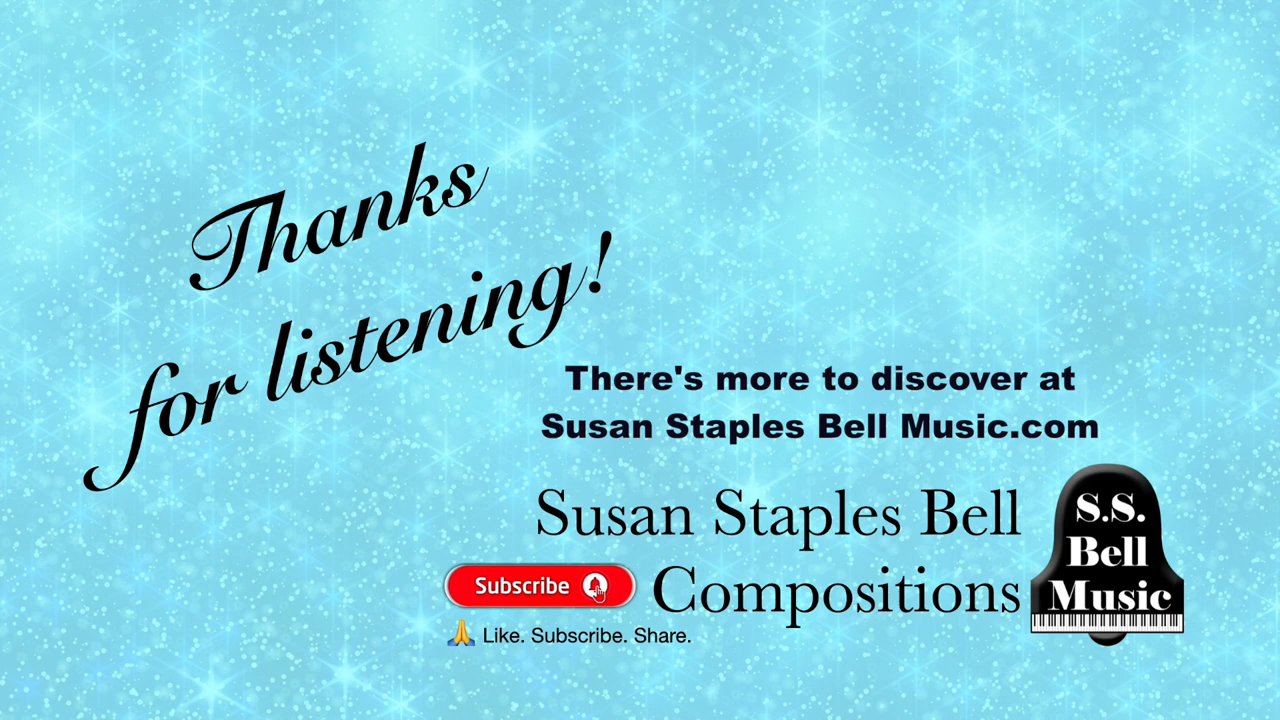 Thanks
for listening!
There's more to discover at
Susan Staples Bell Music.com
Susan Staples Bell
Compositions
S.S.
Bell
Music
Subscribe
🙏 Like. Subscribe. Share.